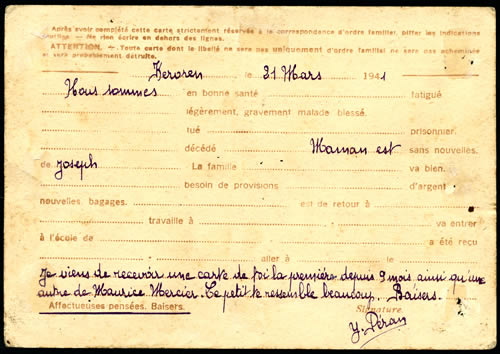 Après avoir complété cette carte strictement réservée à la correspondance d'ordre familial, biffer les indications
inutiles. — Ne rien écrire en dehors des lignes.
ATTENTION. — Toute carte dont le libellé ne sera pas uniquement d'ordre familial ne sera pas acheminée
et sera probablement détruite.
le 31 Mars 1941
Nous sommes en bonne santé fatigué
légèrement, gravement malade blessé.
tué prisonnier.
décédé Maman est sans nouvelles
de Joseph La famille va bien.
besoin de provisions d'argent
nouvelles, bagages. est de retour à
travaille à va entrer
à l'école de a été reçu
aller à le
Je viens de recevoir une carte de toi la première depuis 9 mois ainsi qu'une
autre de Maurice Mercier. Le petit te ressemble beaucoup. Baisers.
Affectueuses pensées. Baisers. Signature.
Y. Péran